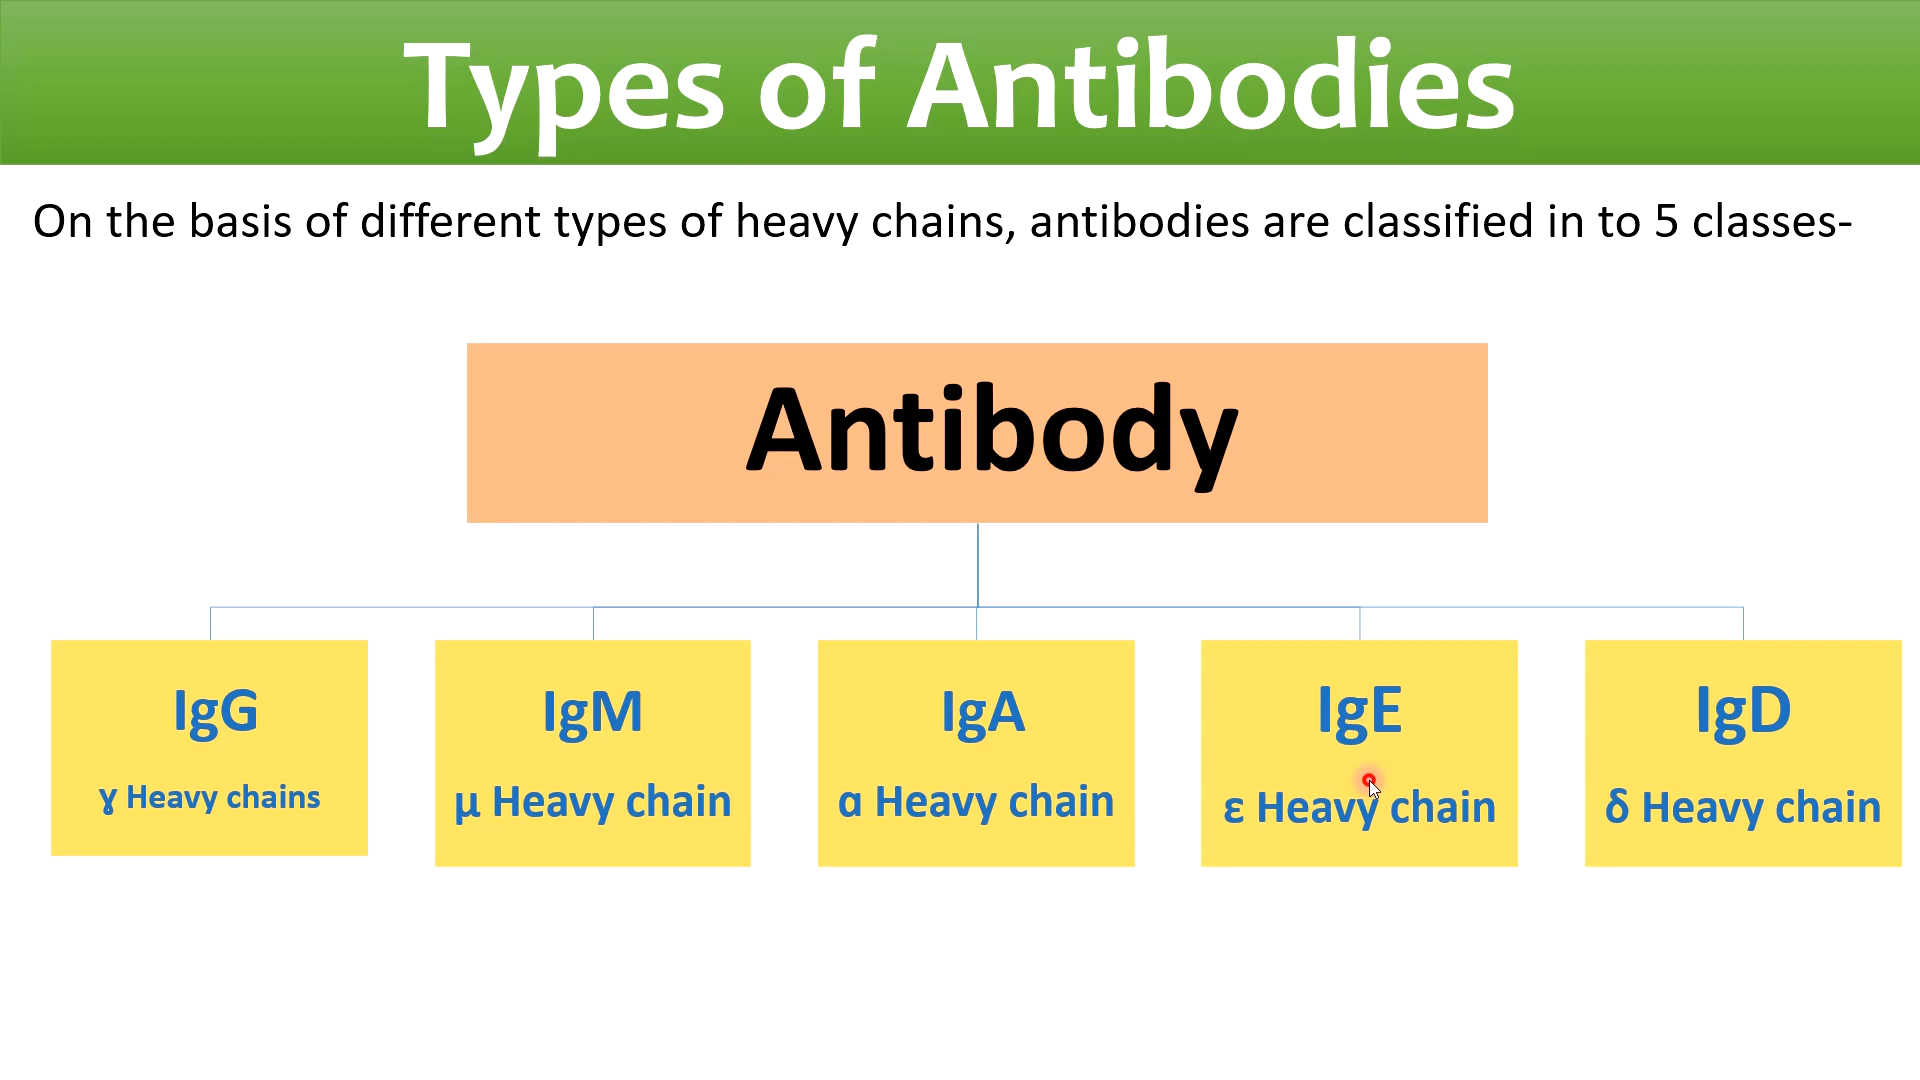 Types of Antibodies
On the basis of different types of heavy chains, antibodies are classified in to 5 classes-
Antibody
IgG
ɣ Heavy chains
IgM
µ Heavy chain
IgA
ɑ Heavy chain
IgE
ε Heavy chain
IgD
δ Heavy chain